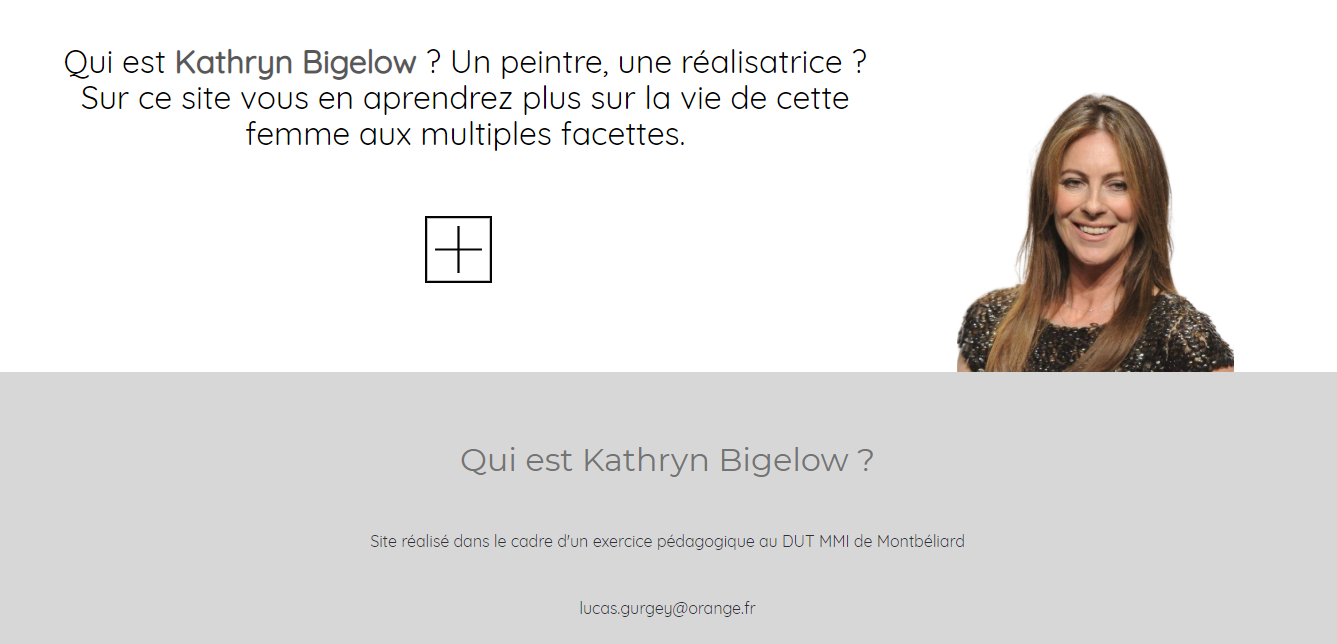 Qui est Kathryn Bigelow ? Un peintre, une réalisatrice ?
Sur ce site vous en aprendrez plus sur la vie de cette
femme aux multiples facettes.
Qui est Kathryn Bigelow ?
Site réalisé dans le cadre d'un exercice pédagogique au DUT MMI de Montbéliard
lucas.gurgey@orange.fr